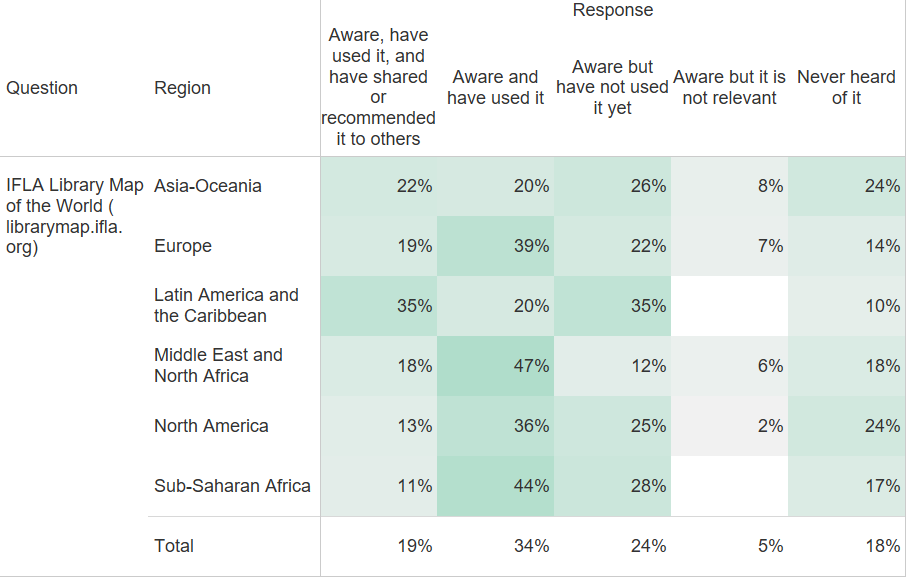 Response
Question
Region
Aware, have
used it, and
have shared
or
recommended
it to others
Aware and
have used it
Aware but
have not used
it yet
Aware but it is
not relevant
Never heard
of it
IFLA Library Map
of the World (
librarymap.ifla.
org)
Asia-Oceania 22% 20% 26% 8% 24%
Europe 19% 39% 22% 7% 14%
Latin America and
the Caribbean
35% 20% 35% 10%
Middle East and
North Africa
18% 47% 12% 6% 18%
North America 13% 36% 25% 2% 24%
Sub-Saharan Africa 11% 44% 28% 17%
Total 19% 34% 24% 5% 18%